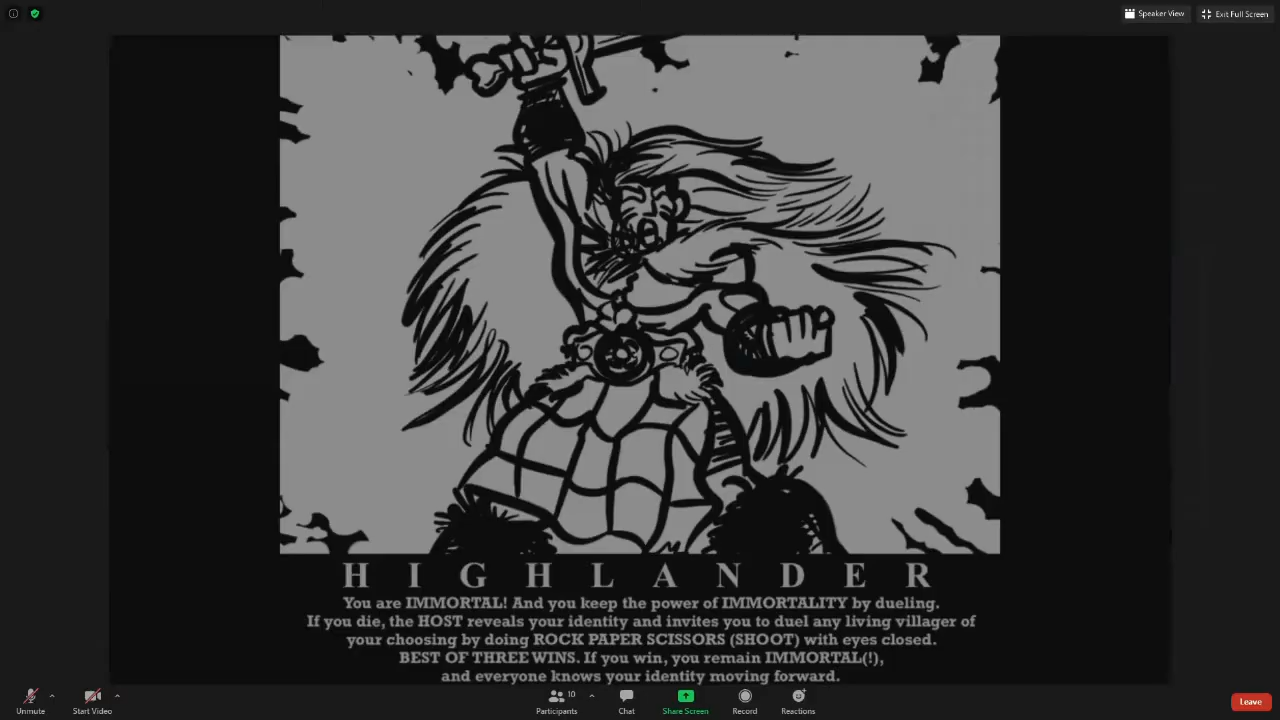 Speaker View
Exit Full Screen
HIGHLANDER
You are IMMORTAL! And you keep the power of IMMORTALITY by dueling.
If you die, the HOST reveals your identity and invites you to duel any living villager of
your choosing by doing ROCK PAPER SCISSORS (SHOOT) with eyes closed.
BEST OF THREE WINS. If you win, you remain IMMORTAL(!),
and everyone knows your identity moving forward.
Unmute
Start Video
Participants
10
Chat
Share Screen
Record
Reactions
Leave